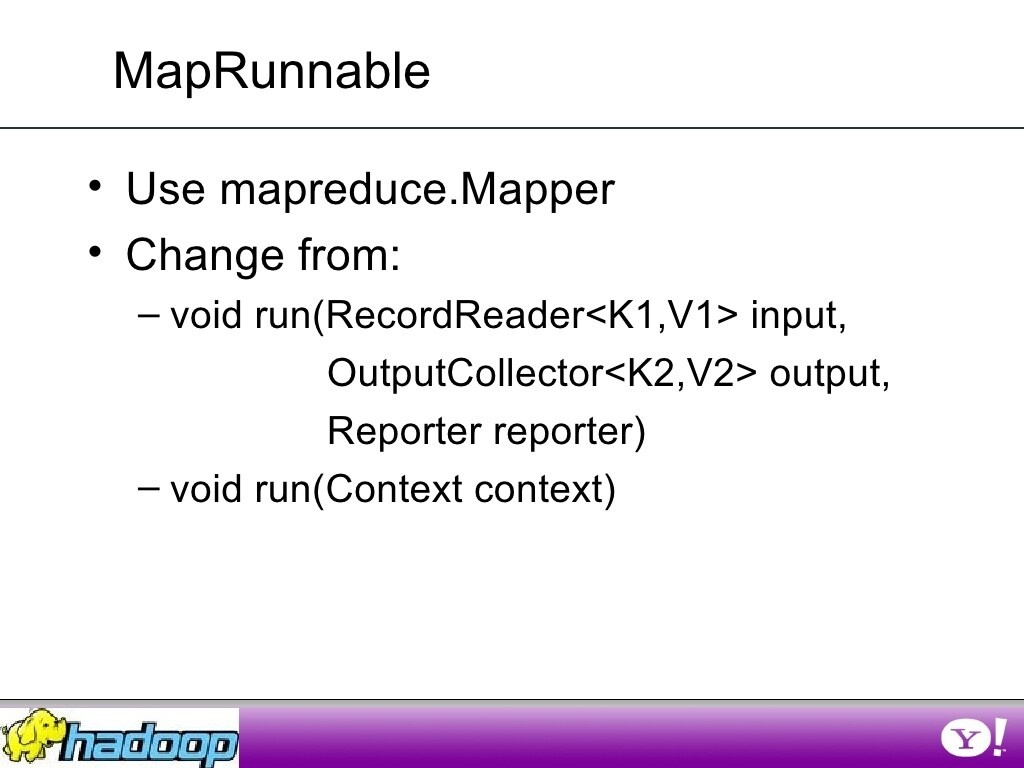 MapRunnable
• Use mapreduce.Mapper
• Change from:
– void run(RecordReader<K1,V1> input,
OutputCollector<K2,V2> output,
Reporter reporter)
– void run(Context context)
hadoop
Y!